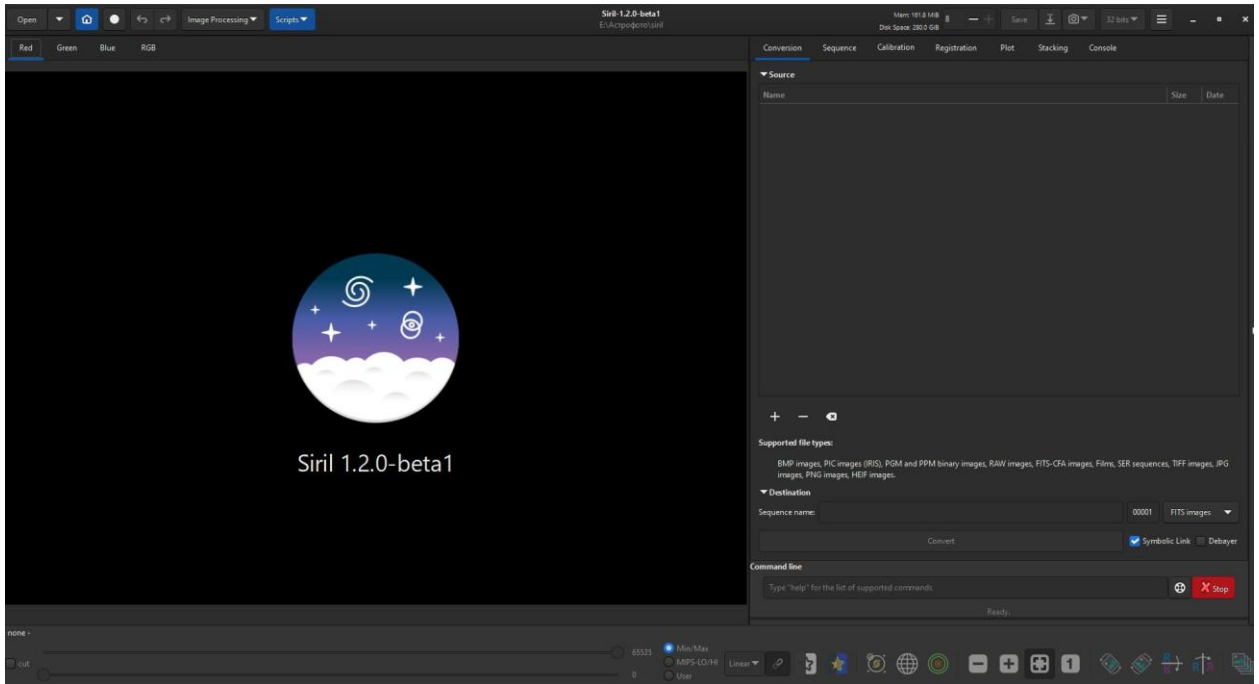 Open
Image Processing
Scripts
Siril-1.2.0-beta1
E:\Астрофото\siril
Mem: 161.8 MiB
Disk Space: 280.0 GiB
Save
32 bits
Red Green Blue RGB
Conversion Sequence Calibration Registration Plot Stacking Console
Source
Name Size Date
Siril 1.2.0-beta1
Supported file types:
BMP images, PIC images (IRIS), PGM and PPM binary images, RAW images, FITS-CFA images, Films, SER sequences, TIFF images, JPG
images, PNG images, HEIF images.
Destination
Sequence name: 00001 FITS images
Convert Symbolic Link Debayer
Command line
Type "help" for the list of supported commands
Stop
Ready.
none -
cut
65535
0
Min/Max
MIPS-LO/HI
User
Linear
1